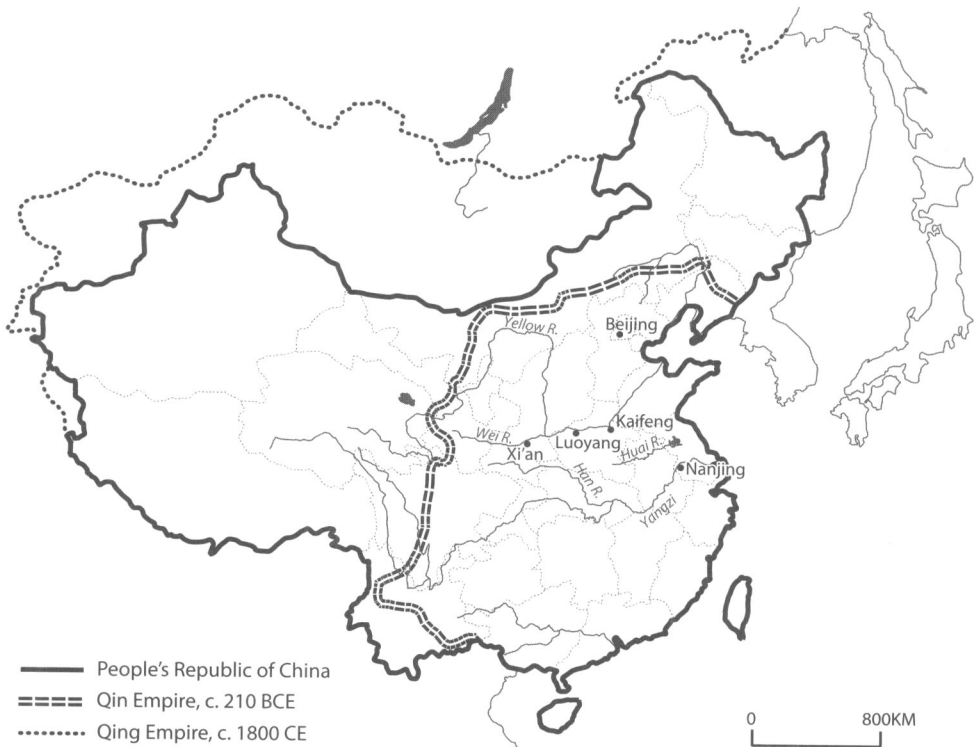 Yellow R.
Beijing
Wei R.
Xi'an
Luoyang
Kaifeng
Huai R.
Han R.
Nanjing
Yangzi
People's Republic of China
Qin Empire, c. 210 BCE
Qing Empire, c. 1800 CE
0 800KM